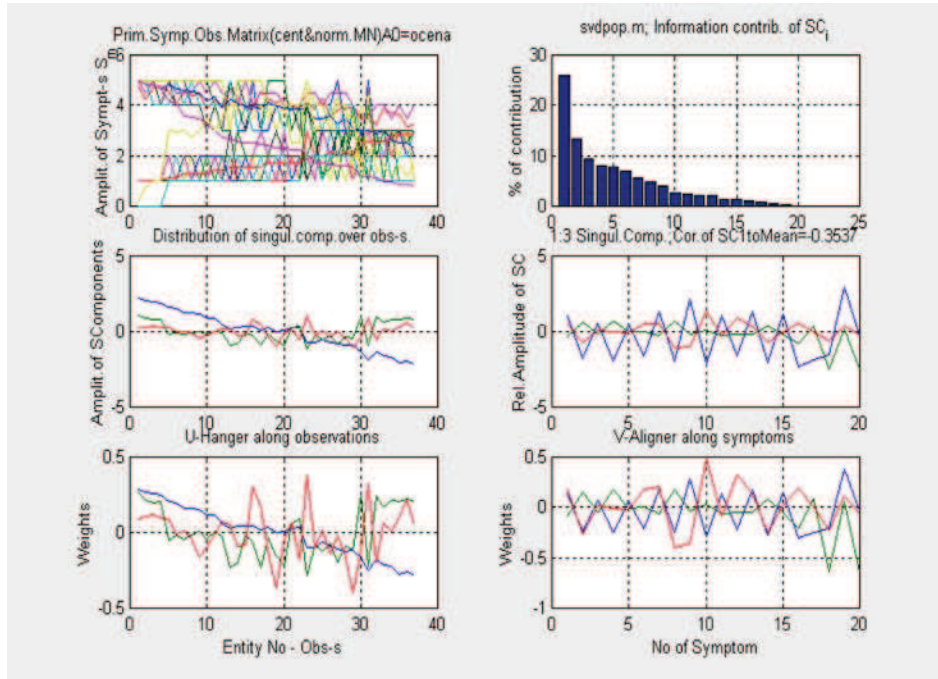 Prim.Symp.Obs.Matrix(cent&norm.MN)A0=ocena
6
4
2
0
0 10 20 30 40
Amplit. of Sympt-s
svdpop.m; Information contrib. of SCi
30
20
10
0
0 5 10 15 20 25
% of contribution
Distribution of singul.comp.over obs-s.
5
0
-5
0 10 20 30 40
Amplit.of SComponents
1:3 Singul.Comp.;Cor.of SC1toMean=-0.3537
5
0
-5
0 5 10 15 20
Rel.Amplitude of SC
U-Hanger along observations
0.5
0
-0.5
0 10 20 30 40
Weights
Entity No - Obs-s
V-Aligner along symptoms
0.5
0
-0.5
-1
0 5 10 15 20
Weights
No of Symptom